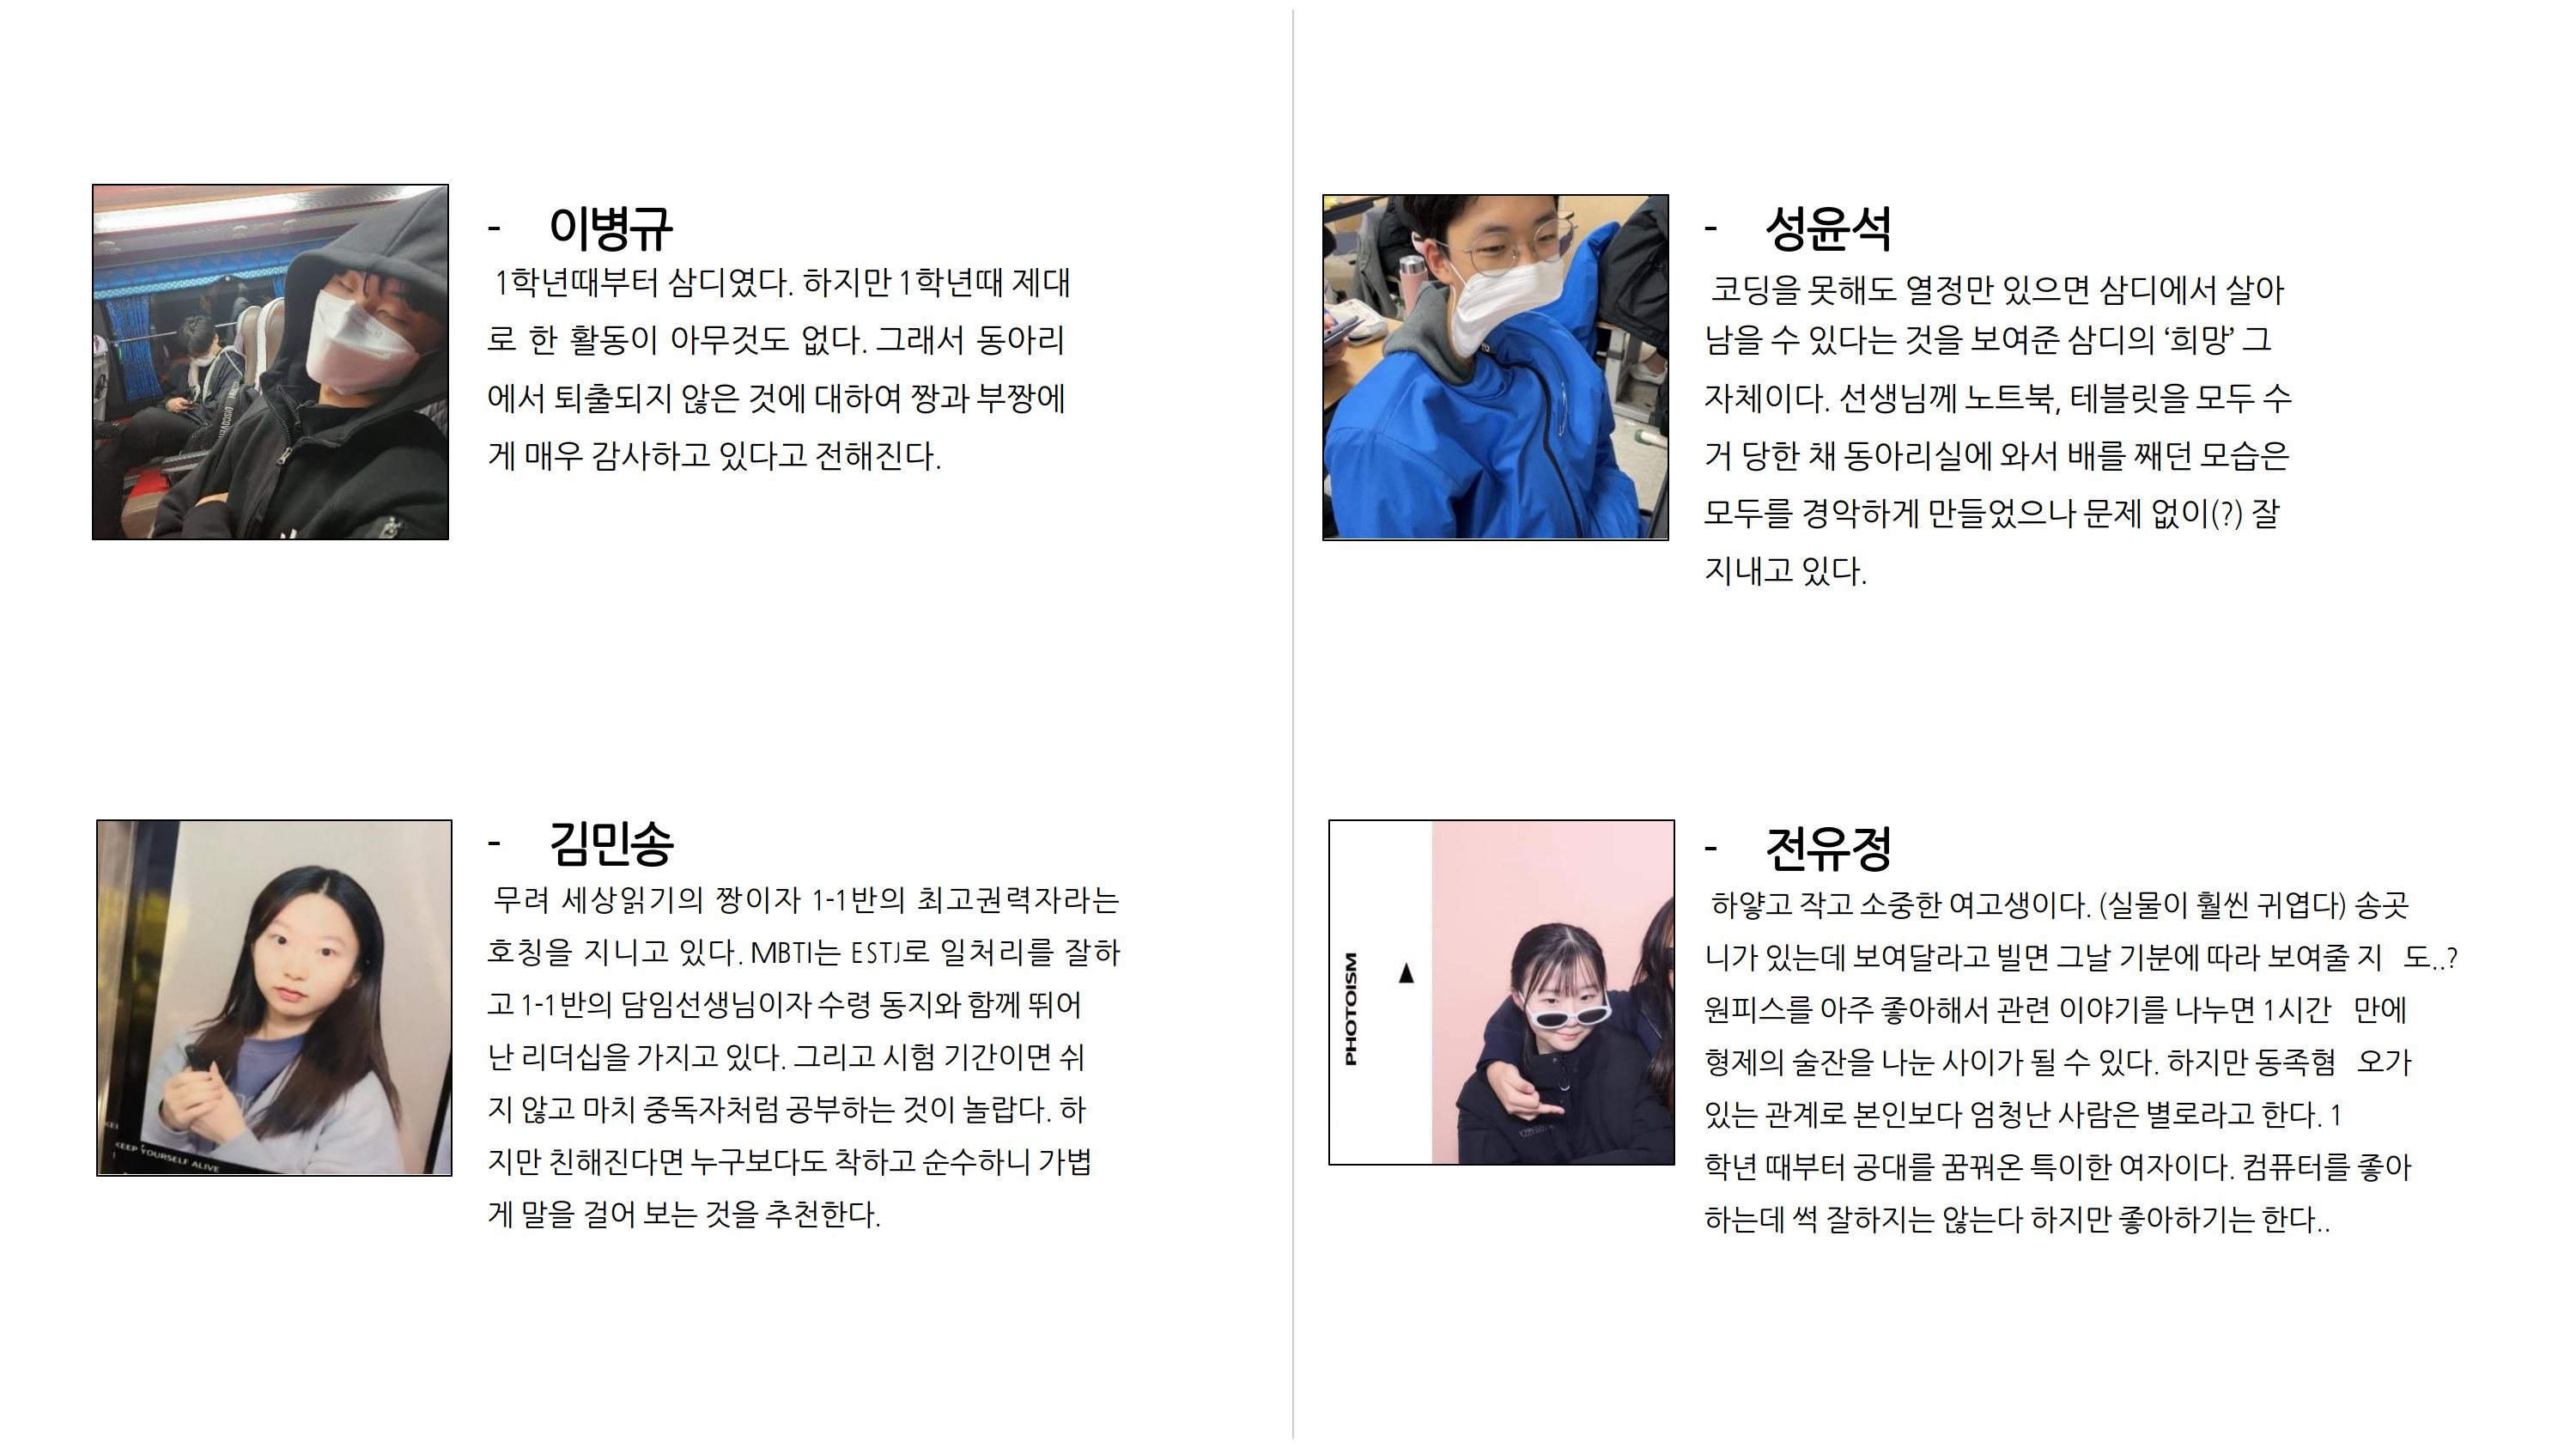 - 이병규
1학년때부터 삼디였다. 하지만 1학년때 제대
로 한 활동이 아무것도 없다. 그래서 동아리
에서 퇴출되지 않은 것에 대하여 짱과 부짱에
게 매우 감사하고 있다고 전해진다.
- 성윤석
코딩을 못해도 열정만 있으면 삼디에서 살아
남을 수 있다는 것을 보여준 삼디의 ‘희망’ 그
자체이다. 선생님께 노트북, 테블릿을 모두 수
거 당한 채 동아리실에 와서 배를 째던 모습은
모두를 경악하게 만들었으나 문제 없이(?) 잘
지내고 있다.
- 김민송
무려 세상읽기의 짱이자 1-1반의 최고권력자라는
호칭을 지니고 있다. MBTI는 ESTJ로 일처리를 잘하
고 1-1반의 담임선생님이자 수령 동지와 함께 뛰어
난 리더십을 가지고 있다. 그리고 시험 기간이면 쉬
지 않고 마치 중독자처럼 공부하는 것이 놀랍다. 하
지만 친해진다면 누구보다도 착하고 순수하니 가볍
게 말을 걸어 보는 것을 추천한다.
KEEP YOURSELF ALIVE
- 전유정
하얗고 작고 소중한 여고생이다. (실물이 훨씬 귀엽다) 송곳
니가 있는데 보여달라고 빌면 그날 기분에 따라 보여줄 지 도..?
원피스를 아주 좋아해서 관련 이야기를 나누면 1시간 만에
형제의 술잔을 나눈 사이가 될 수 있다. 하지만 동족혐 오가
있는 관계로 본인보다 엄청난 사람은 별로라고 한다. 1
학년 때부터 공대를 꿈꿔온 특이한 여자이다. 컴퓨터를 좋아
하는데 썩 잘하지는 않는다 하지만 좋아하기는 한다..
PHOTOISM